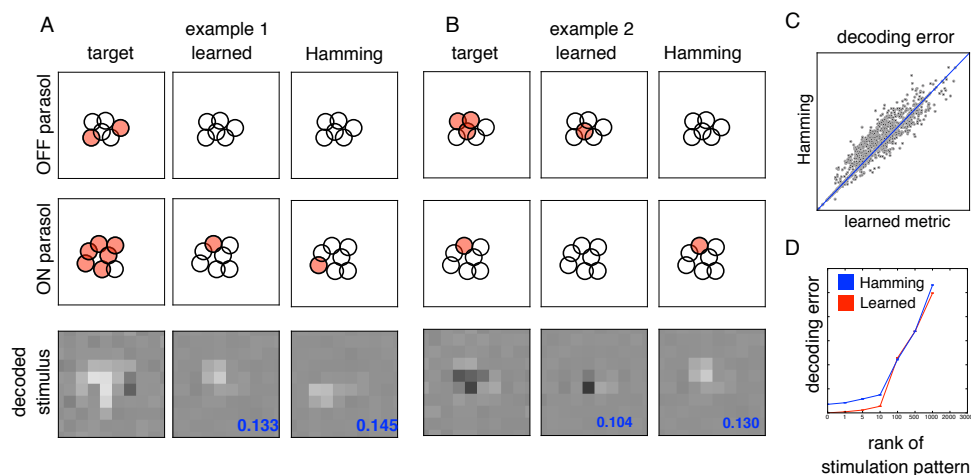 A
example 1
target
learned
Hamming
OFF parasol
ON parasol
decoded
stimulus
0.133
0.145
B
example 2
target
learned
Hamming
0.104
0.130
C
decoding error
Hamming
learned metric
D
Hamming
Learned
decoding error
0 1 5 10 100 500 1000 2000
rank of
stimulation pattern